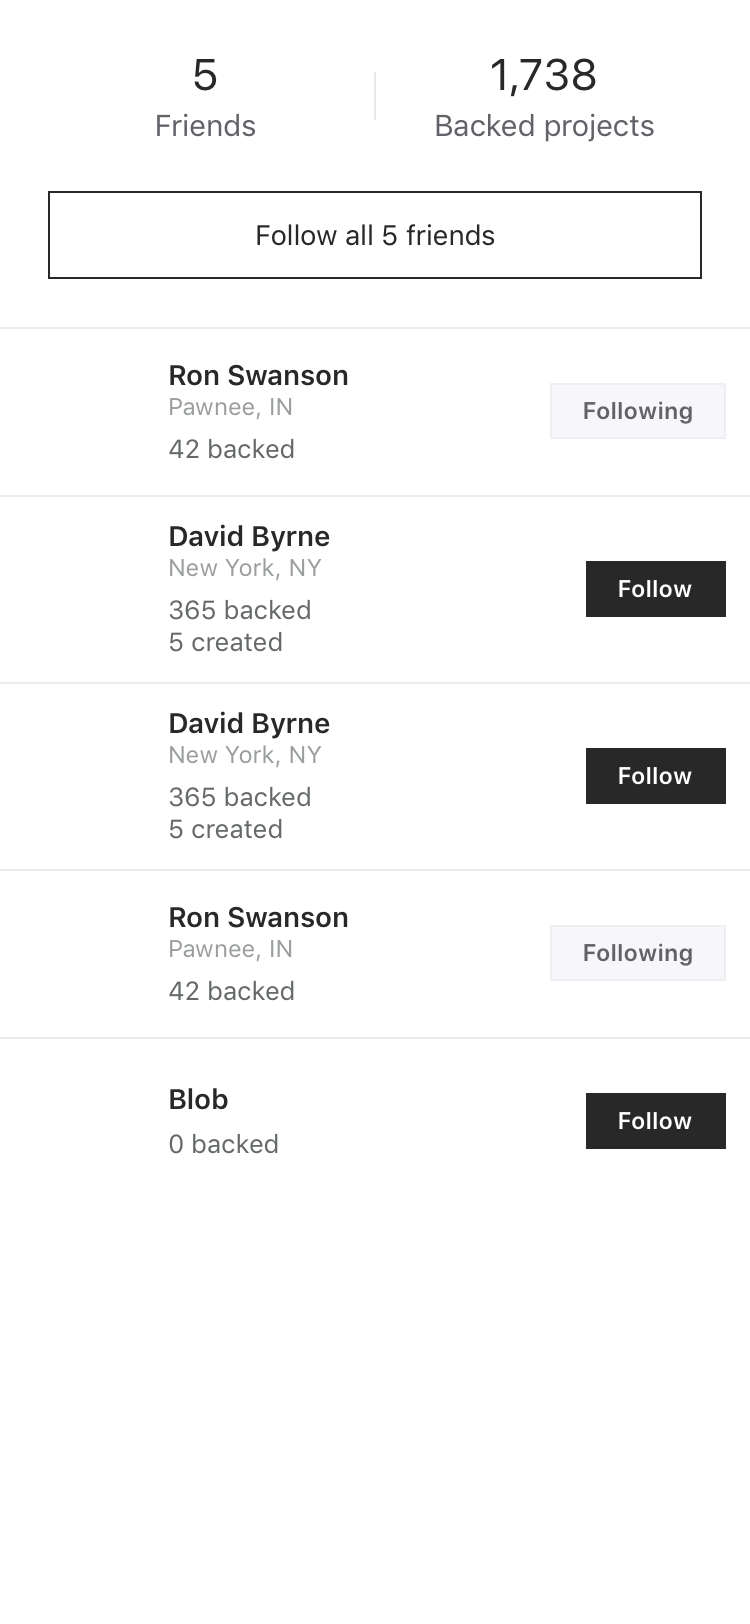 5
Friends
1,738
Backed projects
Follow all 5 friends
Ron Swanson
Pawnee, IN
42 backed
Following
David Byrne
New York, NY
365 backed
5 created
Follow
David Byrne
New York, NY
365 backed
5 created
Follow
Ron Swanson
Pawnee, IN
42 backed
Following
Blob
0 backed
Follow